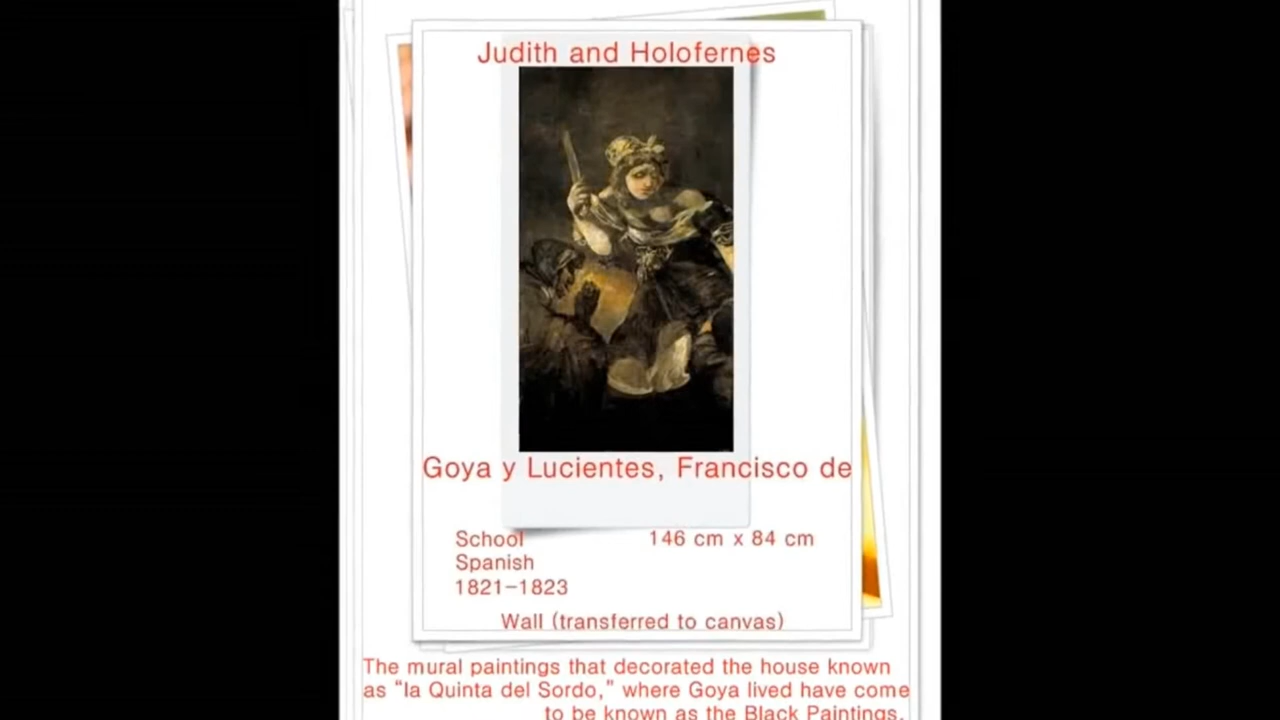 Judith and Holofernes
Goya y Lucientes, Francisco de
School
146 cm x 84 cm
Spanish
1821–1823
Wall (transferred to canvas)
The mural paintings that decorated the house known
as “la Quinta del Sordo,” where Goya lived have come
to be known as the Black Paintings.